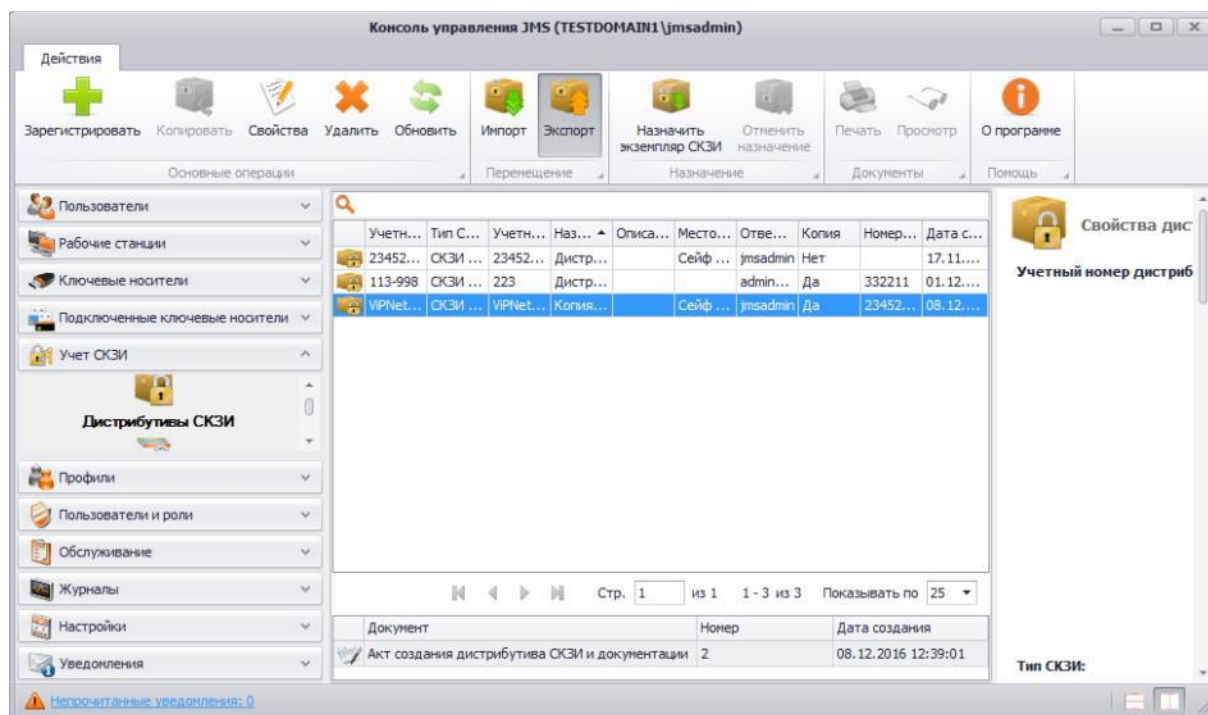 Консоль управления JMS (TESTDOMAIN1\jmsadmin)
Действия
Зарегистрировать Копировать Свойства Удалить Обновить Импорт Экспорт Назначить экземпляр СКЗИ Отменить назначение Печать Просмотр О программе
Основные операции Перемещение Назначение Документы Помощь
Пользователи
Рабочие станции
Ключевые носители
Подключенные ключевые носители
Учет СКЗИ
Дистрибутивы СКЗИ
Профили
Пользователи и роли
Обслуживание
Журналы
Настройки
Уведомления
Учетн... Тип С... Учетн... Наз... Описа... Место... Отве... Копия Номер... Дата с...
23452... СКЗИ ... 23452... Дистр... Сейф ... jmsadmin Нет 17.11....
113-998 СКЗИ ... 223 Дистр... admin... Да 332211 01.12....
ViPNet... СКЗИ ... ViPNet... Копия... Сейф ... jmsadmin Да 23452... 08.12....
Стр. 1 из 1 1 - 3 из 3 Показывать по 25
Документ Номер Дата создания
Акт создания дистрибутива СКЗИ и документации 2 08.12.2016 12:39:01
Свойства дис
Учетный номер дистриб
Тип СКЗИ:
Непрочитанные уведомления: 0